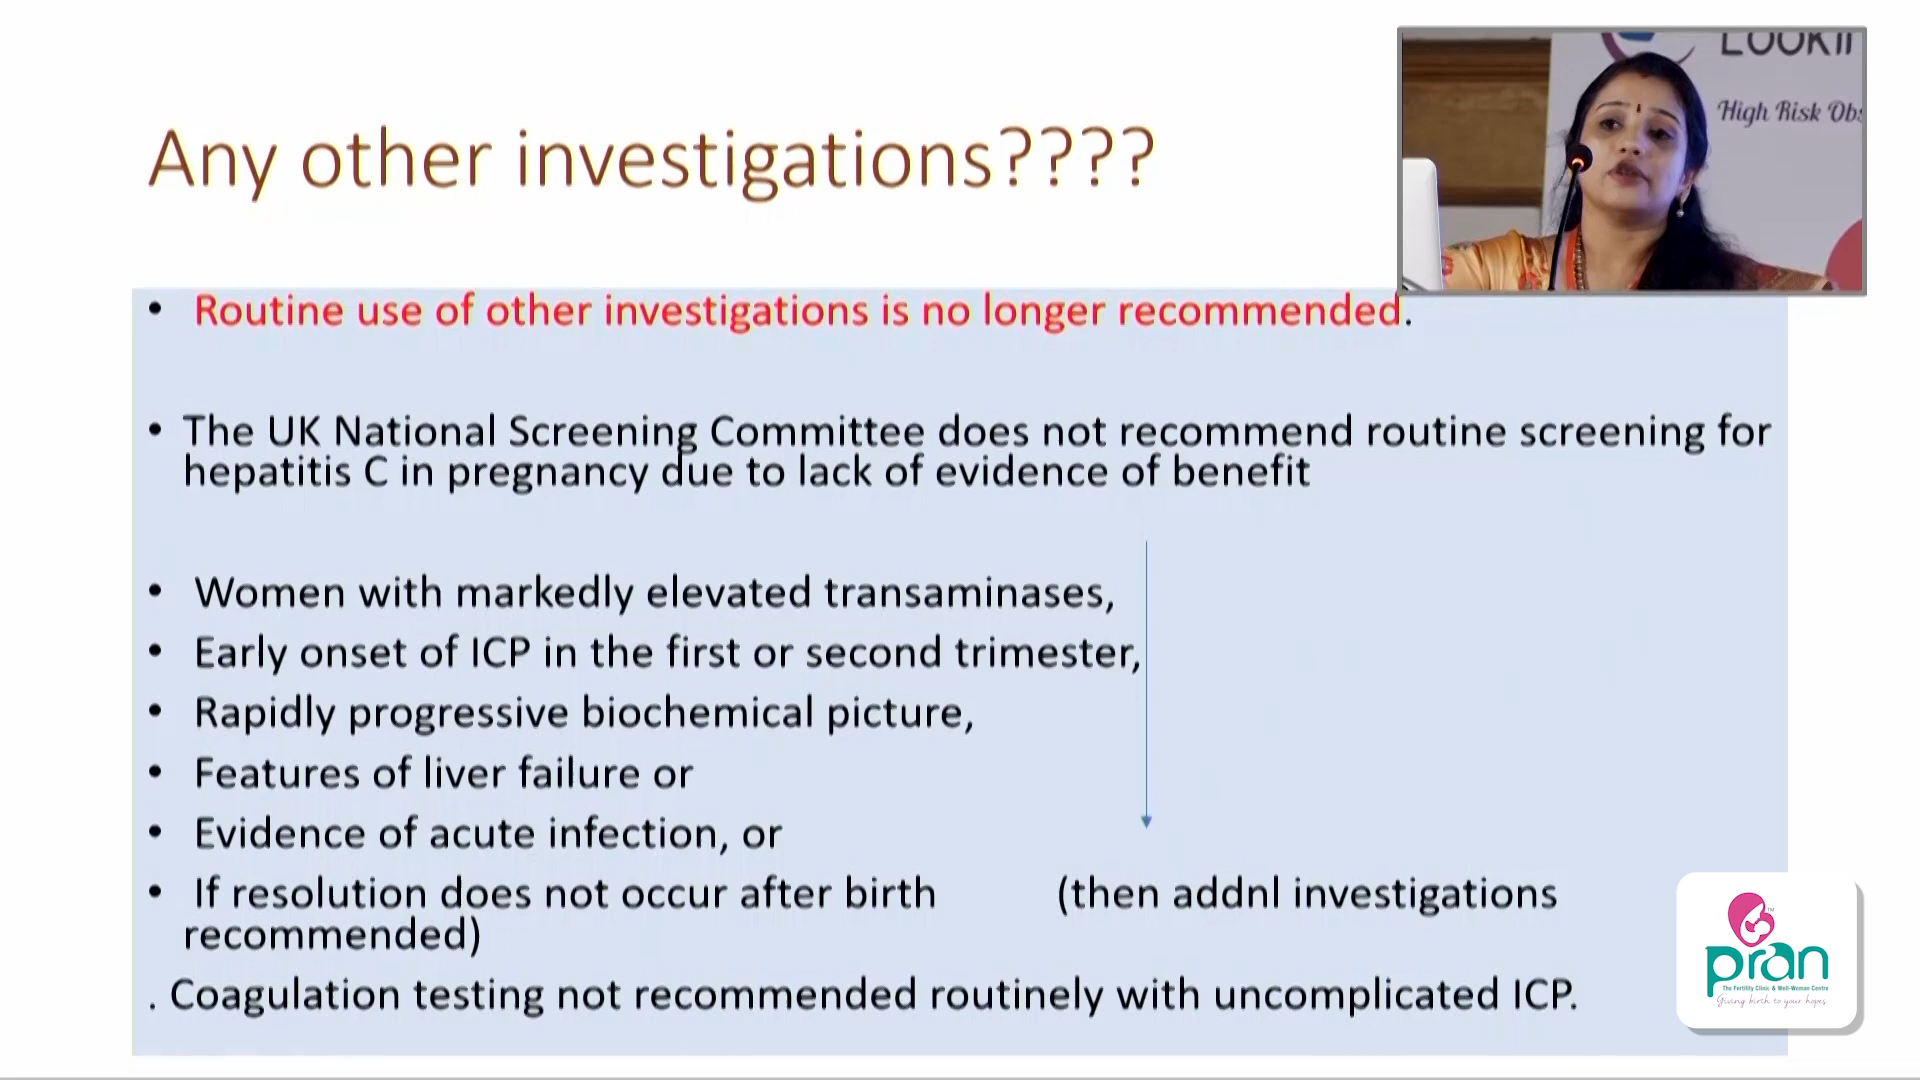 Any other investigations????
LOOKI
High Risk Obs
• Routine use of other investigations is no longer recommended.
• The UK National Screening Committee does not recommend routine screening for
hepatitis C in pregnancy due to lack of evidence of benefit
• Women with markedly elevated transaminases,
• Early onset of ICP in the first or second trimester,
• Rapidly progressive biochemical picture,
• Features of liver failure or
• Evidence of acute infection, or
• If resolution does not occur after birth (then addnl investigations
recommended)
. Coagulation testing not recommended routinely with uncomplicated ICP.
pran
The Fertility Clinic & Well-Woman Centre
Giving birth to your hopes